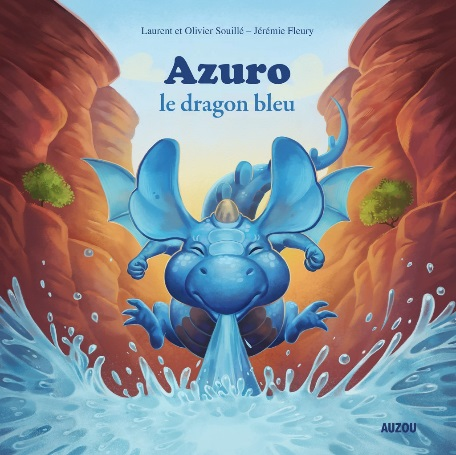 Laurent et Olivier Souillé – Jérémie Fleury
Azuro
le dragon bleu
AUZOU